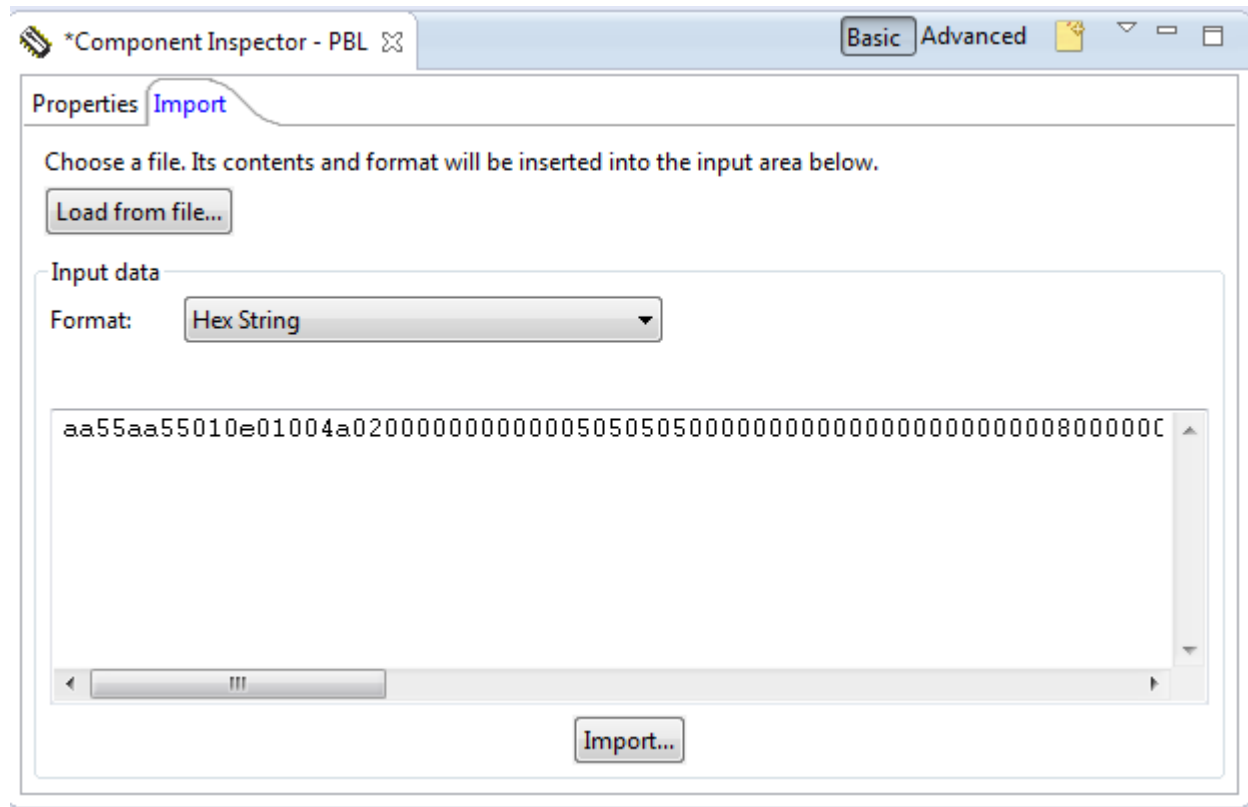 *Component Inspector - PBL
Basic Advanced
Properties Import
Choose a file. Its contents and format will be inserted into the input area below.
Load from file...
Input data
Format: Hex String
aa55aa55010e01004a0200000000000050505050000000000000000000000008000000
Import...